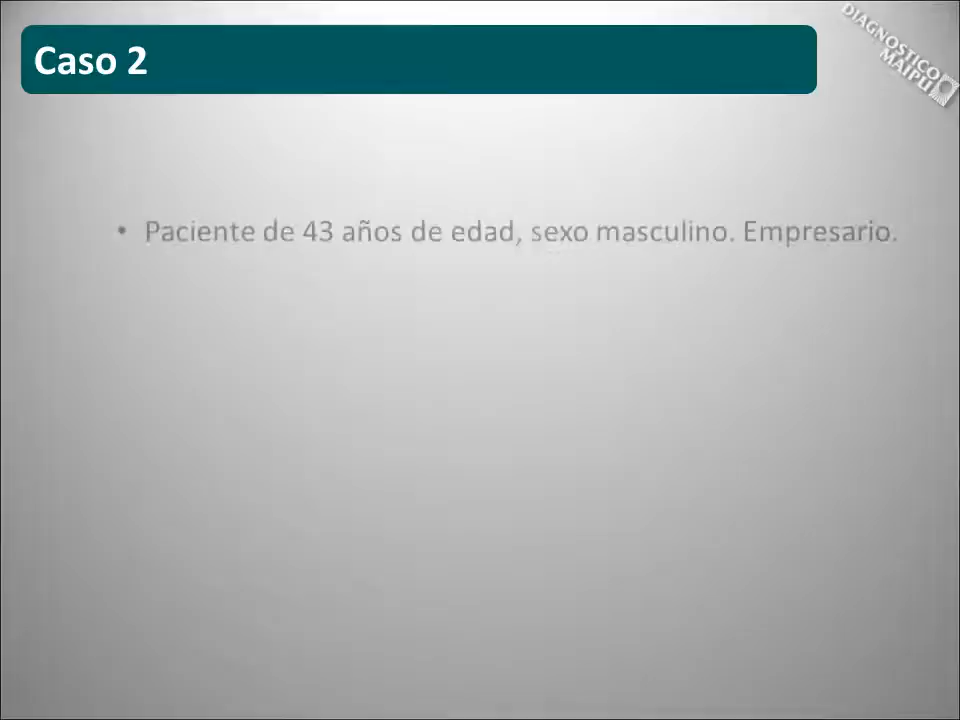 Caso 2
DIAGNOSTICO
MAIPU
• Paciente de 43 años de edad, sexo masculino. Empresario.